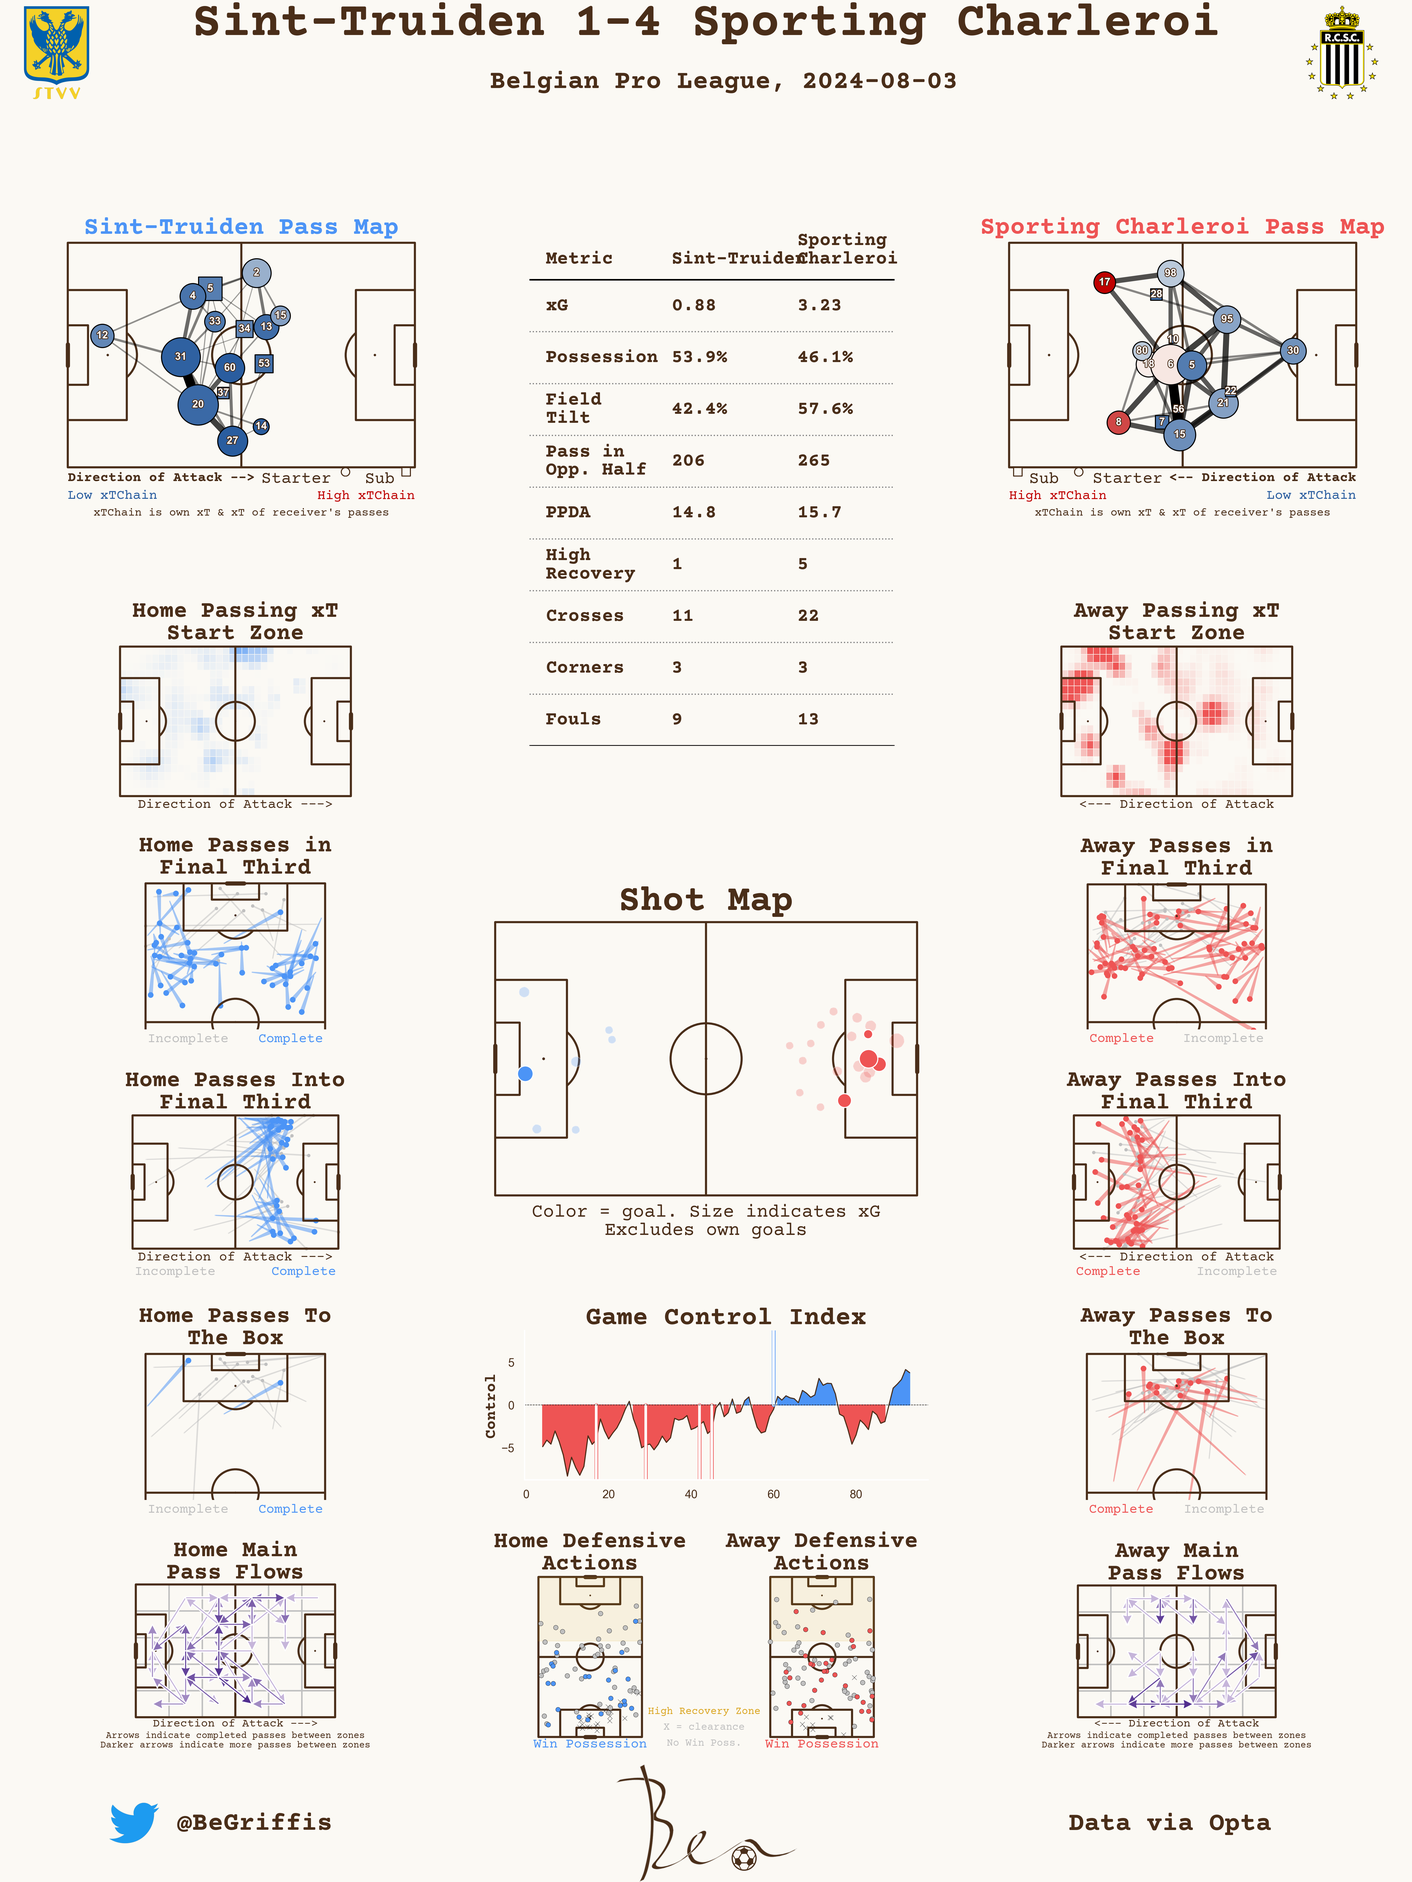 Sint-Truiden 1-4 Sporting Charleroi
Belgian Pro League, 2024-08-03
STVV
R.C.S.C.
Sint-Truiden Pass Map
2
5
4
33
15
13
34
12
31
60
53
37
20
14
27
Direction of Attack --> Starter Sub
Low xTChain High xTChain
xTChain is own xT & xT of receiver's passes
Metric Sint-Truiden Sporting Charleroi
xG 0.88 3.23
Possession 53.9% 46.1%
Field Tilt 42.4% 57.6%
Pass in Opp. Half 206 265
PPDA 14.8 15.7
High Recovery 1 5
Crosses 11 22
Corners 3 3
Fouls 9 13
Sporting Charleroi Pass Map
17
98
28
95
10
80
18
6
5
30
22
21
56
8
7
15
Sub Starter <-- Direction of Attack
High xTChain Low xTChain
xTChain is own xT & xT of receiver's passes
Home Passing xT
Start Zone
Direction of Attack --->
Away Passing xT
Start Zone
<--- Direction of Attack
Home Passes in
Final Third
Incomplete Complete
Shot Map
Color = goal. Size indicates xG
Excludes own goals
Away Passes in
Final Third
Complete Incomplete
Home Passes Into
Final Third
Direction of Attack --->
Incomplete Complete
Away Passes Into
Final Third
<--- Direction of Attack
Complete Incomplete
Home Passes To
The Box
Incomplete Complete
Game Control Index
Control
5
0
−5
0 20 40 60 80
Away Passes To
The Box
Complete Incomplete
Home Main
Pass Flows
Direction of Attack --->
Arrows indicate completed passes between zones
Darker arrows indicate more passes between zones
Home Defensive
Actions
Win Possession
High Recovery Zone
X = clearance
No Win Poss.
Away Defensive
Actions
Win Possession
Away Main
Pass Flows
<--- Direction of Attack
Arrows indicate completed passes between zones
Darker arrows indicate more passes between zones
@BeGriffis
Ben
Data via Opta